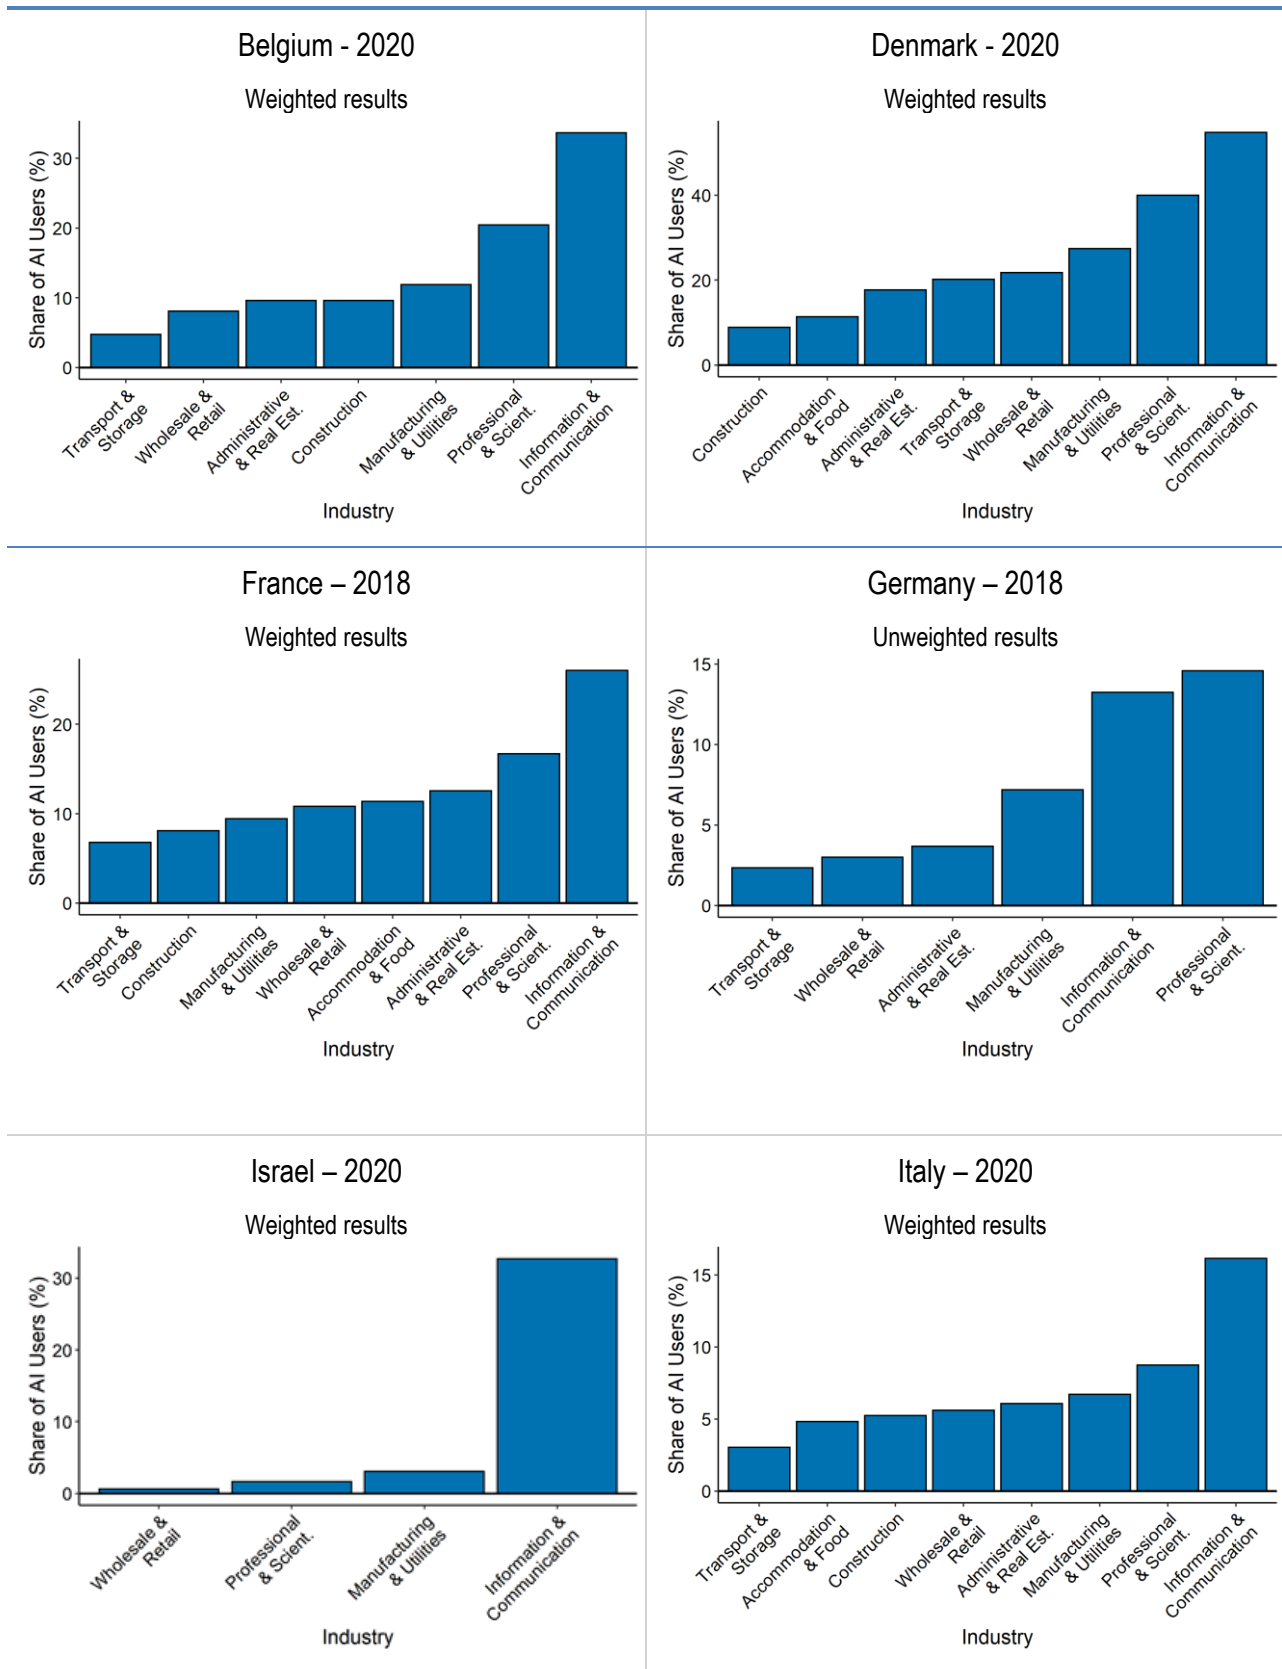 Belgium - 2020
Weighted results
Share of AI Users (%)
30
20
10
0
Transport &
Storage
Wholesale &
Retail
Administrative
& Real Est.
Construction
Manufacturing
& Utilities
Professional
& Scient.
Information &
Communication
Industry
Denmark - 2020
Weighted results
Share of AI Users (%)
40
20
0
Construction
Accommodation
& Food
Administrative
& Real Est.
Transport &
Storage
Wholesale &
Retail
Manufacturing
& Utilities
Professional
& Scient.
Information &
Communication
Industry
France – 2018
Weighted results
Share of AI Users (%)
20
10
0
Transport &
Storage
Construction
Manufacturing
& Utilities
Wholesale &
Retail
Accommodation
& Food
Administrative
& Real Est.
Professional
& Scient.
Information &
Communication
Industry
Germany – 2018
Unweighted results
Share of AI Users (%)
15
10
5
0
Transport &
Storage
Wholesale &
Retail
Administrative
& Real Est.
Manufacturing
& Utilities
Information &
Communication
Professional
& Scient.
Industry
Israel – 2020
Weighted results
Share of AI Users (%)
30
20
10
0
Wholesale &
Retail
Professional
& Scient.
Manufacturing
& Utilities
Information &
Communication
Industry
Italy – 2020
Weighted results
Share of AI Users (%)
15
10
5
0
Transport &
Storage
Accommodation
& Food
Construction
Wholesale &
Retail
Administrative
& Real Est.
Manufacturing
& Utilities
Professional
& Scient.
Information &
Communication
Industry